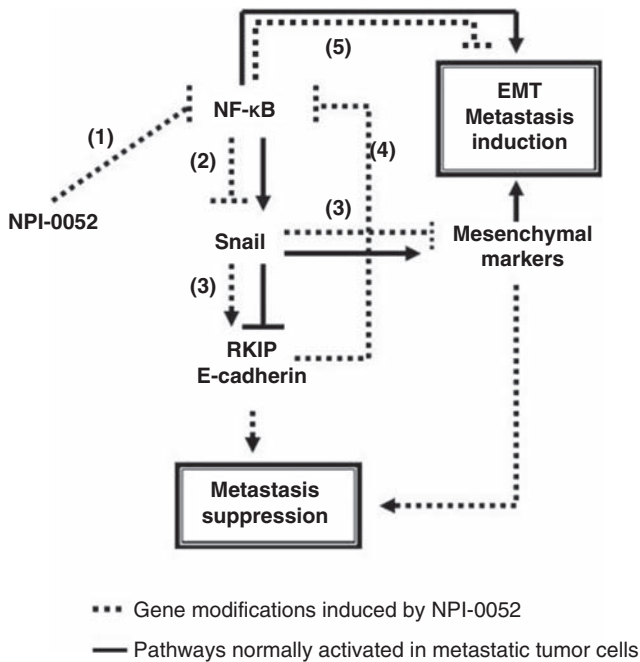 (5)
EMT
Metastasis
induction
NF-κB
(1)
(2)
(4)
NPI-0052
(3)
Snail
Mesenchymal
markers
(3)
RKIP
E-cadherin
Metastasis
suppression
Gene modifications induced by NPI-0052
Pathways normally activated in metastatic tumor cells